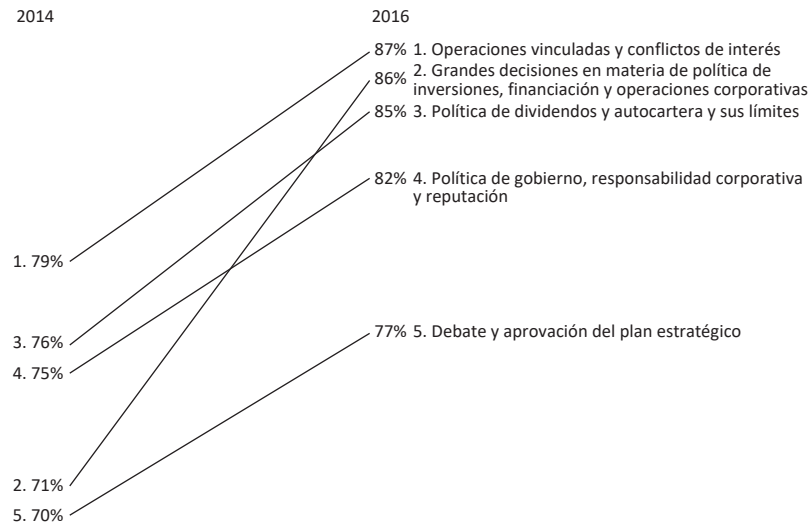 2014 2016
87% 1. Operaciones vinculadas y conflictos de interés
86% 2. Grandes decisiones en materia de política de
inversiones, financiación y operaciones corporativas
85% 3. Política de dividendos y autocartera y sus límites
82% 4. Política de gobierno, responsabilidad corporativa
y reputación
1. 79%
3. 76%
77% 5. Debate y aprobación del plan estratégico
4. 75%
2. 71%
5. 70%